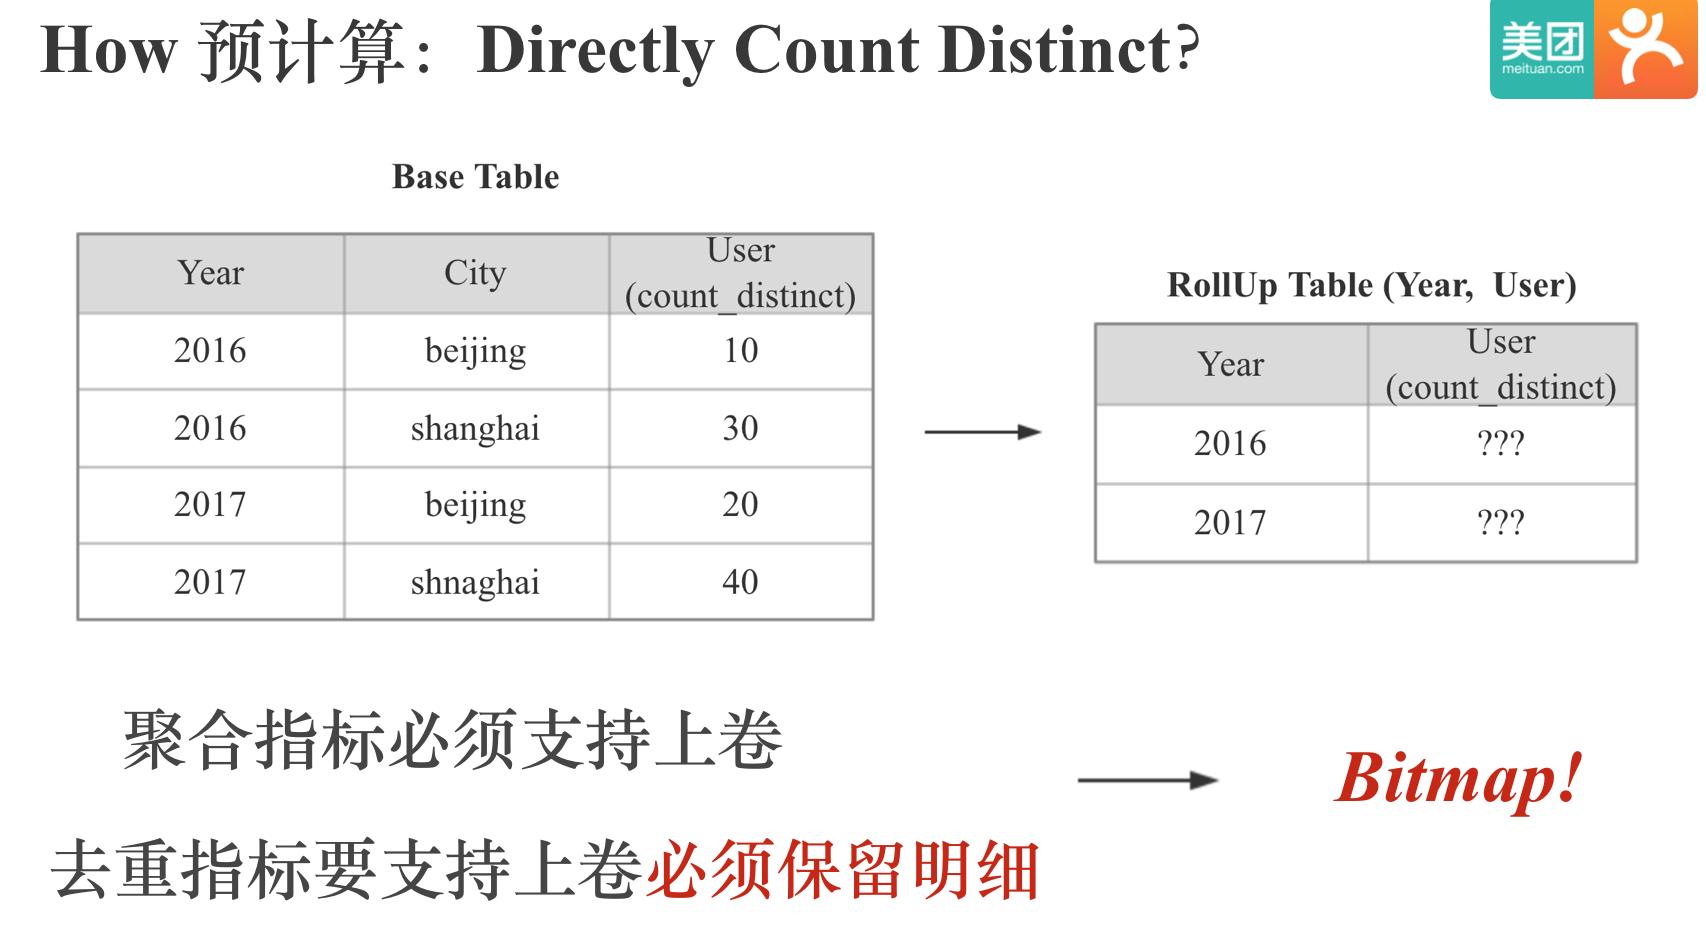 How 预计算：Directly Count Distinct?
美团
meituan.com
Base Table
Year City User (count_distinct)
2016 beijing 10
2016 shanghai 30
2017 beijing 20
2017 shnaghai 40
RollUp Table (Year, User)
Year User (count_distinct)
2016 ???
2017 ???
聚合指标必须支持上卷
去重指标要支持上卷必须保留明细
Bitmap!